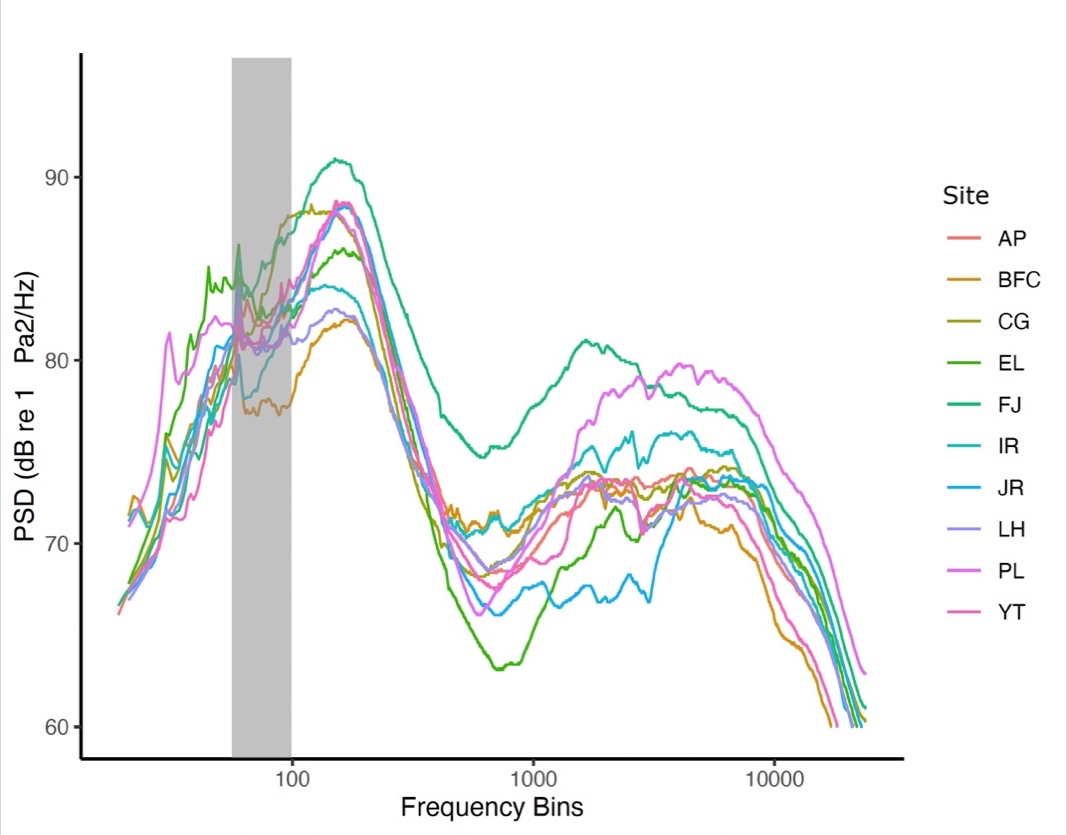 PSD (dB re 1 Pa2/Hz)
90
80
70
60
100
1000
10000
Frequency Bins
Site
AP
BFC
CG
EL
FJ
IR
JR
LH
PL
YT